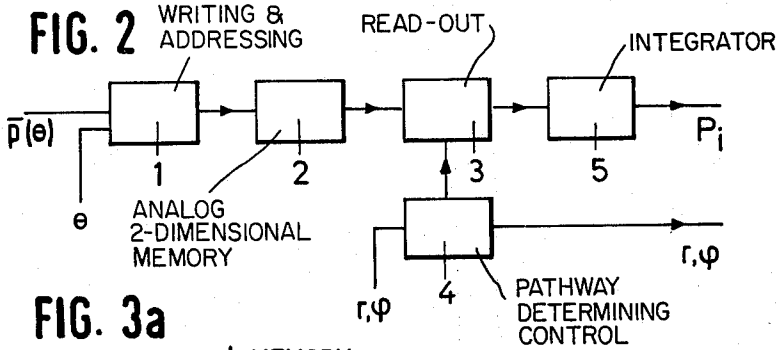 FIG. 2
WRITING &
ADDRESSING
READ-OUT
INTEGRATOR
p̄(θ)
θ
1
2
3
5
Pi
ANALOG
2-DIMENSIONAL
MEMORY
r,φ
4
r,φ
PATHWAY
DETERMINING
CONTROL
FIG. 3a
MEMORY